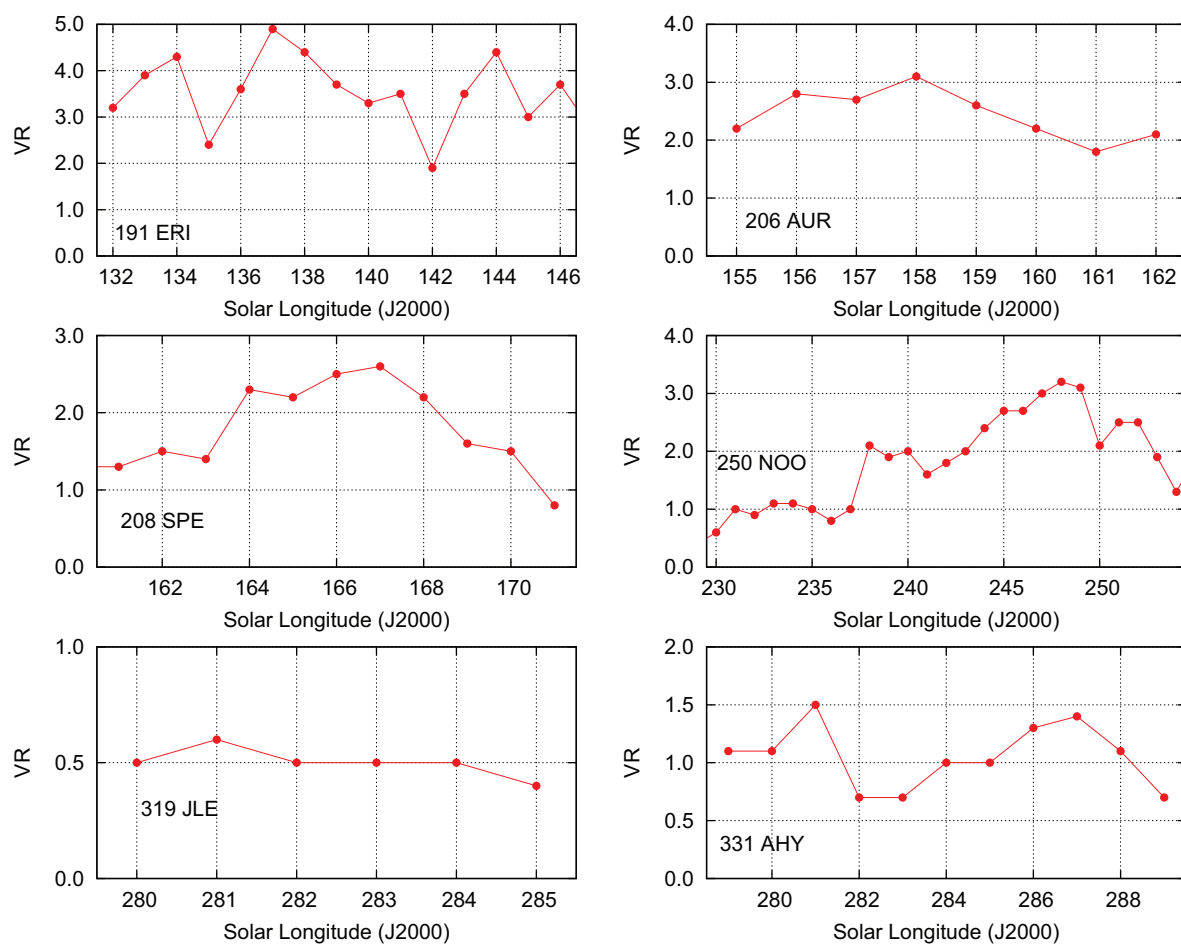 5.0
4.0
3.0
2.0
1.0
0.0
VR
191 ERI
132 134 136 138 140 142 144 146
Solar Longitude (J2000)
4.0
3.0
2.0
1.0
0.0
VR
206 AUR
155 156 157 158 159 160 161 162
Solar Longitude (J2000)
3.0
2.0
1.0
0.0
VR
208 SPE
162 164 166 168 170
Solar Longitude (J2000)
4.0
3.0
2.0
1.0
0.0
VR
250 NOO
230 235 240 245 250
Solar Longitude (J2000)
1.0
0.5
0.0
VR
319 JLE
280 281 282 283 284 285
Solar Longitude (J2000)
2.0
1.5
1.0
0.5
0.0
VR
331 AHY
280 282 284 286 288
Solar Longitude (J2000)